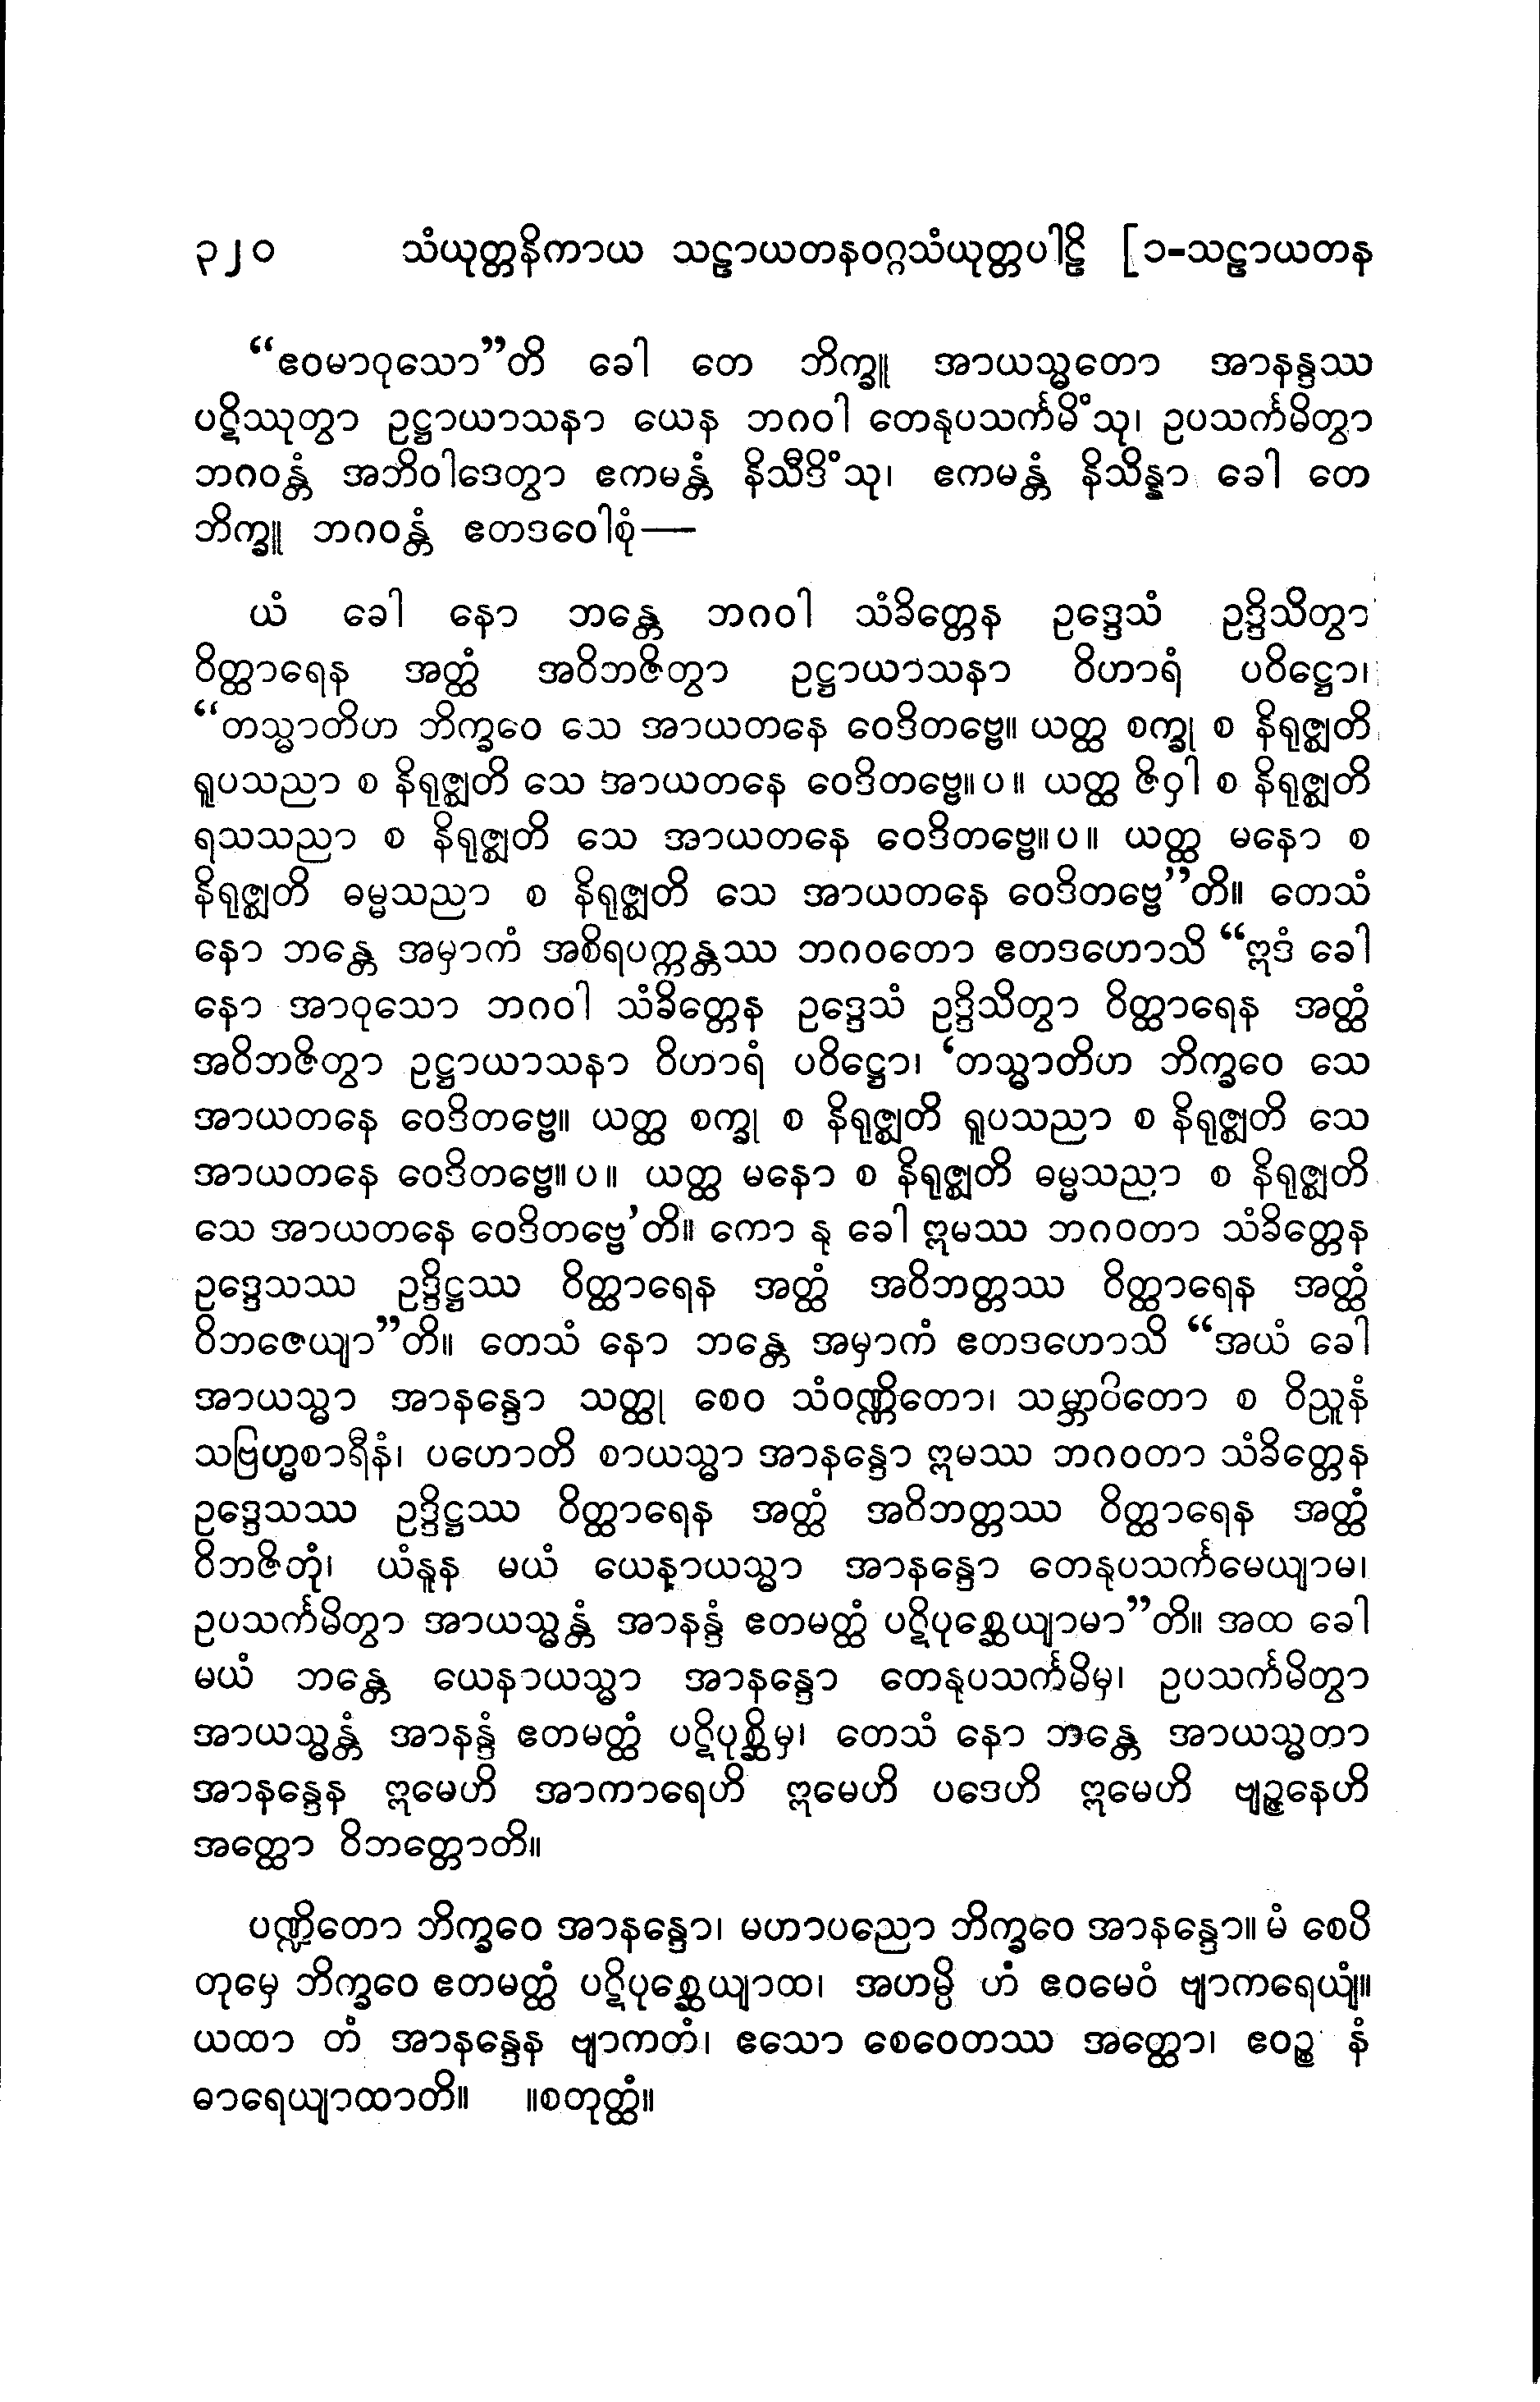 ၃၂၀ သံယုတ္တနိကာယ သဠာယတနဝဂ္ဂသံယုတ္တပါဠိ [၁-သဠာယတန
“ဧဝမာဝုသော”တိ ခေါ တေ ဘိက္ခူ အာယသ္မတော အာနန္ဒဿ
ပဋိဿုတွာ ဥဋ္ဌာယာသနာ ယေန ဘဂဝါ တေနုပသင်္ကမိံသု၊ ဥပသင်္ကမိတွာ
ဘဂဝန္တံ အဘိဝါဒေတွာ ဧကမန္တံ နိသီဒိံသု၊ ဧကမန္တံ နိသိန္နာ ခေါ တေ
ဘိက္ခူ ဘဂဝန္တံ ဧတဒဝေါစုံ—
ယံ ခေါ နော ဘန္တေ ဘဂဝါ သံခိတ္တေန ဥဒ္ဒေသံ ဥဒ္ဒိသိတွာ
ဝိတ္ထာရေန အတ္ထံ အဝိဘဇိတွာ ဥဋ္ဌာယာသနာ ဝိဟာရံ ပဝိဋ္ဌော၊
“တသ္မာတိဟ ဘိက္ခဝေ သေ အာယတနေ ဝေဒိတဗ္ဗေ။ ယတ္ထ စက္ခု စ နိရုဇ္ဈတိ
ရူပသညာ စ နိရုဇ္ဈတိ သေ အာယတနေ ဝေဒိတဗ္ဗေ။ပ။ ယတ္ထ ဇိဝှါ စ နိရုဇ္ဈတိ
ရသသညာ စ နိရုဇ္ဈတိ သေ အာယတနေ ဝေဒိတဗ္ဗေ။ပ။ ယတ္ထ မနော စ
နိရုဇ္ဈတိ ဓမ္မသညာ စ နိရုဇ္ဈတိ သေ အာယတနေ ဝေဒိတဗ္ဗေ”တိ။ တေသံ
နော ဘန္တေ အမှာကံ အစိရပက္ကန္တဿ ဘဂဝတော ဧတဒဟောသိ “ဣဒံ ခေါ
နော အာဝုသော ဘဂဝါ သံခိတ္တေန ဥဒ္ဒေသံ ဥဒ္ဒိသိတွာ ဝိတ္ထာရေန အတ္ထံ
အဝိဘဇိတွာ ဥဋ္ဌာယာသနာ ဝိဟာရံ ပဝိဋ္ဌော၊ ‘တသ္မာတိဟ ဘိက္ခဝေ သေ
အာယတနေ ဝေဒိတဗ္ဗေ။ ယတ္ထ စက္ခု စ နိရုဇ္ဈတိ ရူပသညာ စ နိရုဇ္ဈတိ သေ
အာယတနေ ဝေဒိတဗ္ဗေ။ပ။ ယတ္ထ မနော စ နိရုဇ္ဈတိ ဓမ္မသညာ စ နိရုဇ္ဈတိ
သေ အာယတနေ ဝေဒိတဗ္ဗေ’တိ။ ကော နု ခေါ ဣမဿ ဘဂဝတာ သံခိတ္တေန
ဥဒ္ဒေသဿ ဥဒ္ဒိဋ္ဌဿ ဝိတ္ထာရေန အတ္ထံ အဝိဘတ္တဿ ဝိတ္ထာရေန အတ္ထံ
ဝိဘဇေယျာ”တိ။ တေသံ နော ဘန္တေ အမှာကံ ဧတဒဟောသိ “အယံ ခေါ
အာယသ္မာ အာနန္ဒော သတ္ထု စေဝ သံဝဏ္ဏိတော၊ သမ္ဘာဝိတော စ ဝိညူနံ
သဗြဟ္မစာရီနံ၊ ပဟောတိ စာယသ္မာ အာနန္ဒော ဣမဿ ဘဂဝတာ သံခိတ္တေန
ဥဒ္ဒေသဿ ဥဒ္ဒိဋ္ဌဿ ဝိတ္ထာရေန အတ္ထံ အဝိဘတ္တဿ ဝိတ္ထာရေန အတ္ထံ
ဝိဘဇိတုံ၊ ယံနူန မယံ ယေနာယသ္မာ အာနန္ဒော တေနုပသင်္ကမေယျာမ၊
ဥပသင်္ကမိတွာ အာယသ္မန္တံ အာနန္ဒံ ဧတမတ္ထံ ပဋိပုစ္ဆေယျာမာ”တိ။ အထ ခေါ
မယံ ဘန္တေ ယေနာယသ္မာ အာနန္ဒော တေနုပသင်္ကမိမှ၊ ဥပသင်္ကမိတွာ
အာယသ္မန္တံ အာနန္ဒံ ဧတမတ္ထံ ပဋိပုစ္ဆိမှ၊ တေသံ နော ဘန္တေ အာယသ္မတာ
အာနန္ဒေန ဣမေဟိ အာကာရေဟိ ဣမေဟိ ပဒေဟိ ဣမေဟိ ဗျဉ္ဇနေဟိ
အတ္ထော ဝိဘတ္တောတိ။
ပဏ္ဍိတော ဘိက္ခဝေ အာနန္ဒော၊ မဟာပညော ဘိက္ခဝေ အာနန္ဒော။ မံ စေပိ
တုမှေ ဘိက္ခဝေ ဧတမတ္ထံ ပဋိပုစ္ဆေယျာထ၊ အဟမ္ပိ ဟံ ဧဝမေဝံ ဗျာကရေယျံ။
ယထာ တံ အာနန္ဒေန ဗျာကတံ၊ ဧသော စေဝေတဿ အတ္ထော၊ ဧဝဉ္စ နံ
ဓာရေယျာထာတိ။ ။စတုတ္ထံ။